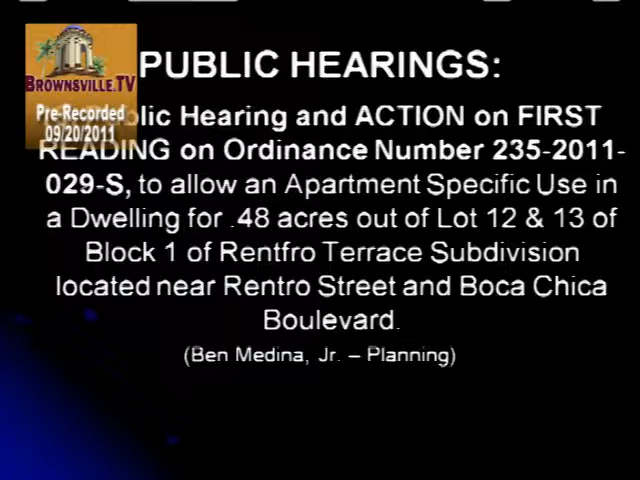 BROWNSVILLE.TV
Pre-Recorded
09/20/2011
PUBLIC HEARINGS:
Hearing and ACTION on FIRST
READING on Ordinance Number 235-2011-
029-S, to allow an Apartment Specific Use in
a Dwelling for .48 acres out of Lot 12 & 13 of
Block 1 of Rentfro Terrace Subdivision
located near Rentro Street and Boca Chica
Boulevard.
(Ben Medina, Jr. – Planning)